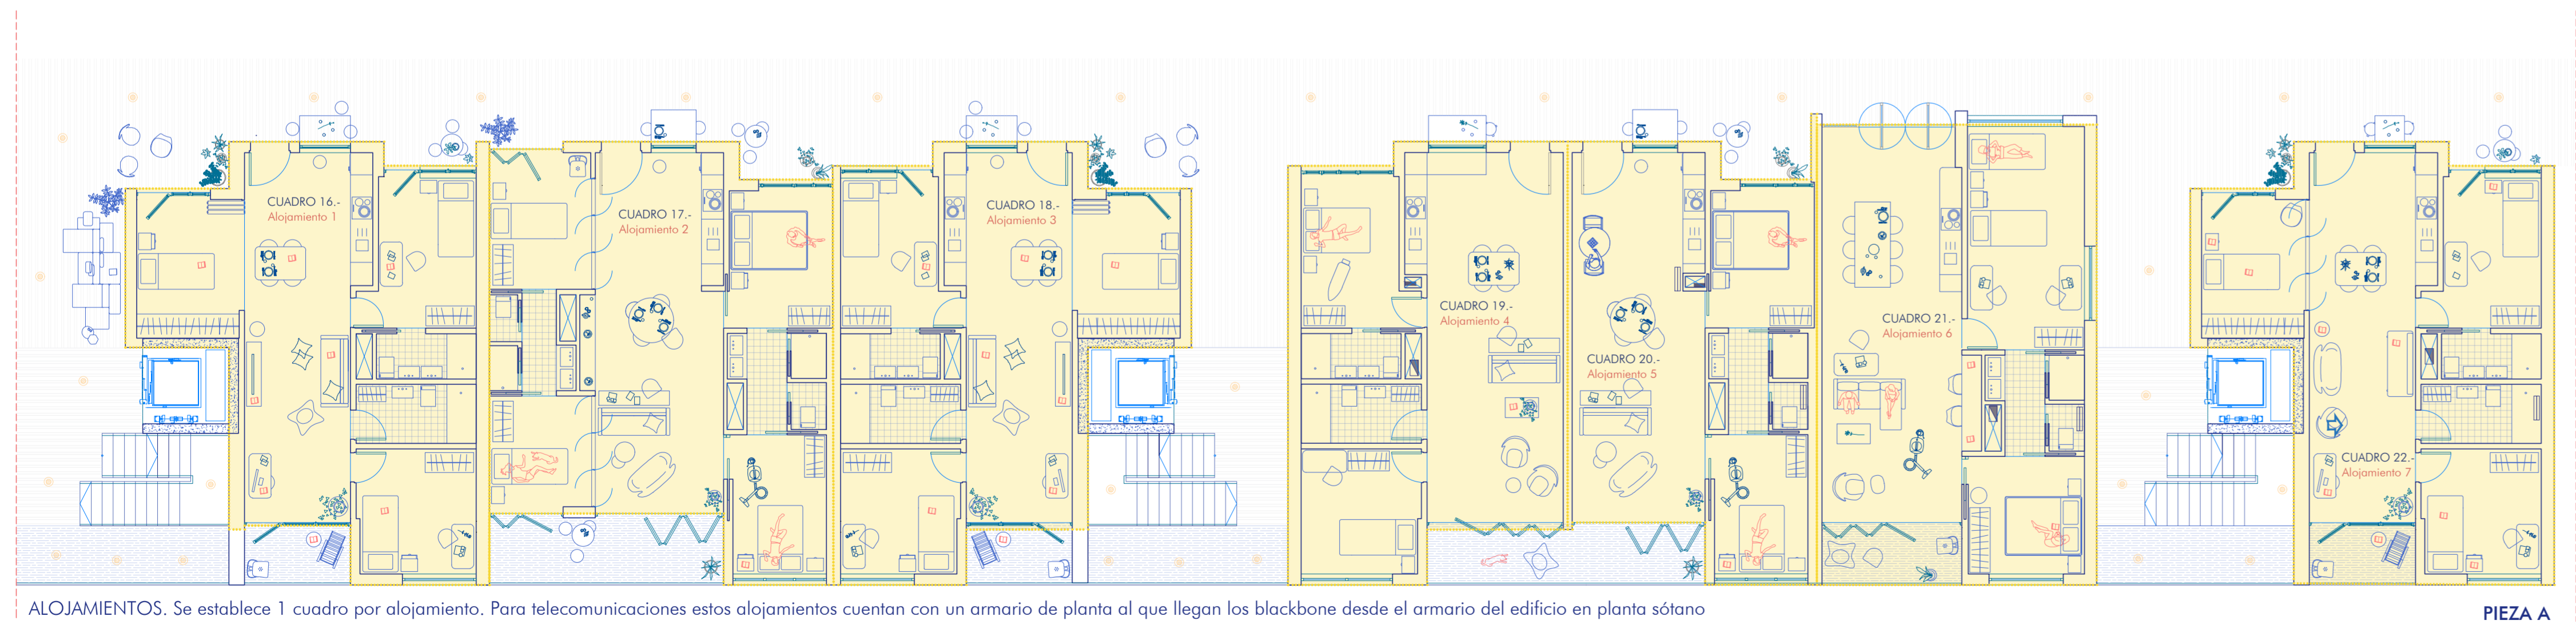 CUADRO 16.-
Alojamiento 1
CUADRO 17.-
Alojamiento 2
CUADRO 18.-
Alojamiento 3
CUADRO 19.-
Alojamiento 4
CUADRO 20.-
Alojamiento 5
CUADRO 21.-
Alojamiento 6
CUADRO 22.-
Alojamiento 7
ALOJAMIENTOS. Se establece 1 cuadro por alojamiento. Para telecomunicaciones estos alojamientos cuentan con un armario de planta al que llegan los blackbone desde el armario del edificio en planta sótano
PIEZA A